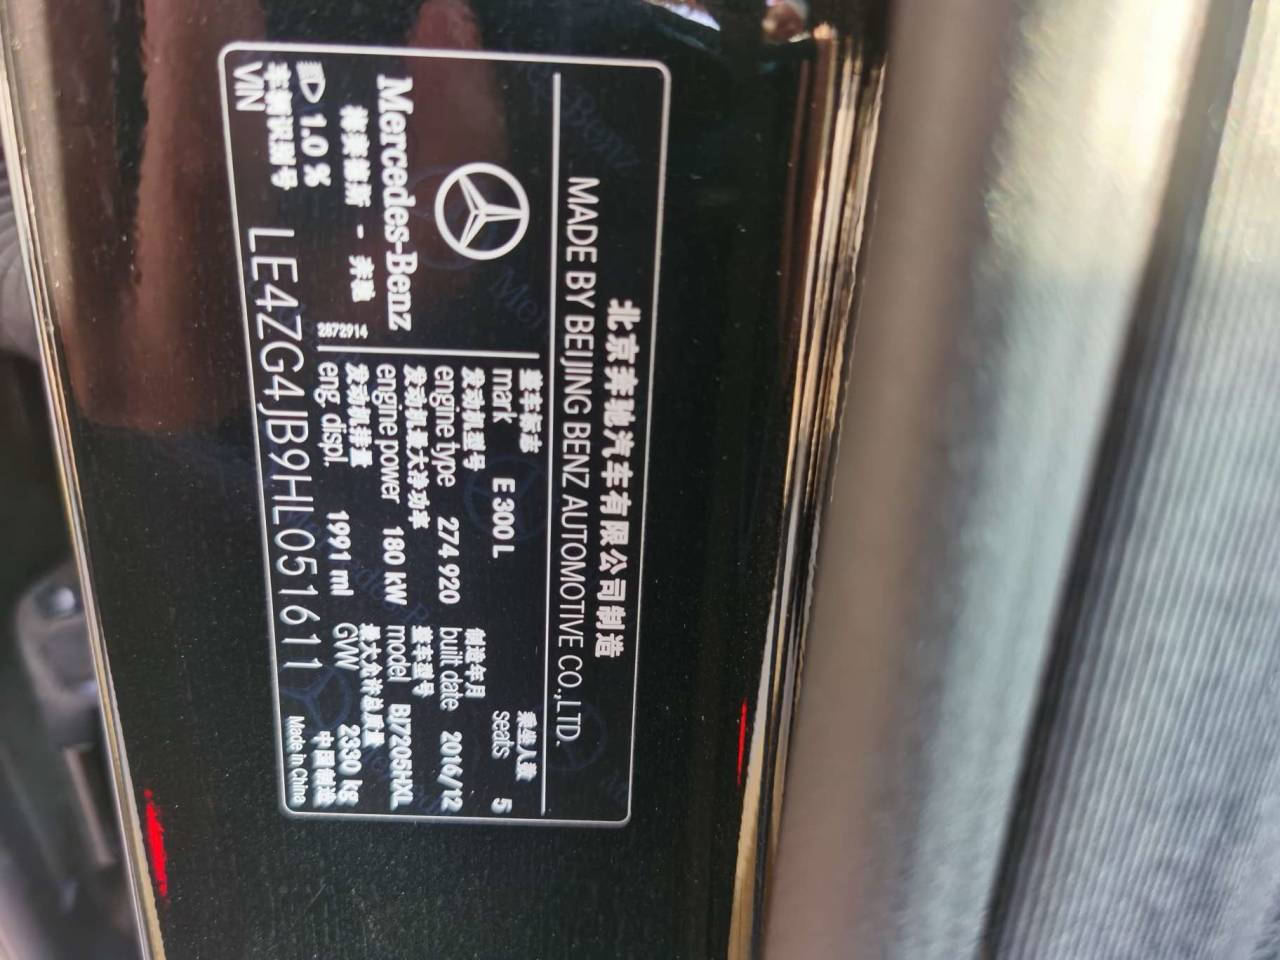 北京奔驰汽车有限公司制造
MADE BY BEIJING BENZ AUTOMOTIVE CO.,LTD.
Mercedes-Benz
梅赛德斯 - 奔驰
2872914
1.0 %
整车标志
mark E 300 L
乘坐人数
seats 5
发动机型号
engine type 274 920
制造年月
built date 2016/12
发动机最大净功率
engine power 180 kW
整车型号
model BJ7205HXL
发动机排量
eng. displ. 1991 ml
最大允许总质量
GVW 2330 kg
车辆识别号
VIN LE4ZG4JB9HL051611
中国制造
Made in China